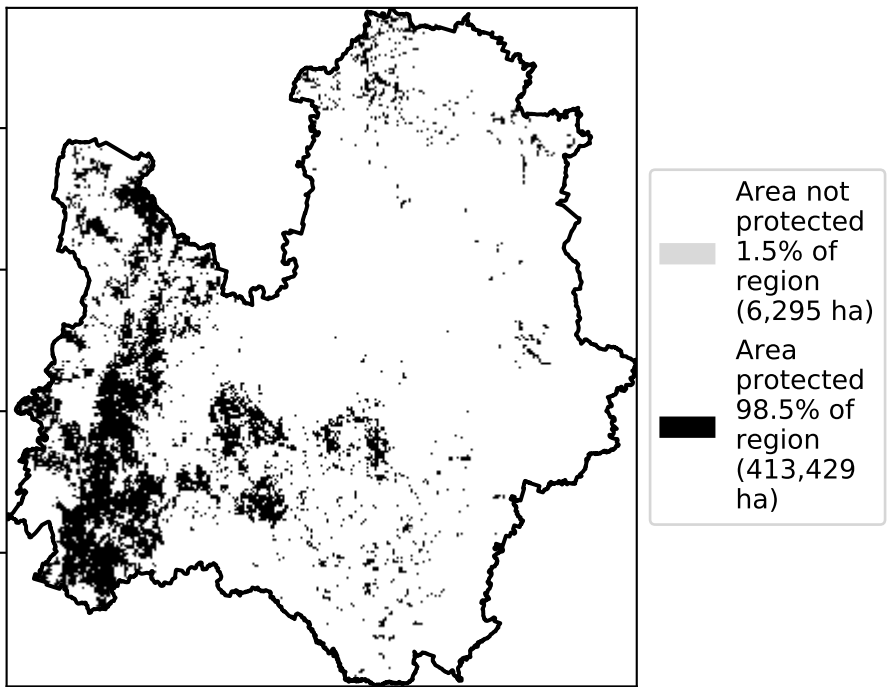 Area not
protected
1.5% of
region
(6,295 ha)
Area
protected
98.5% of
region
(413,429
ha)